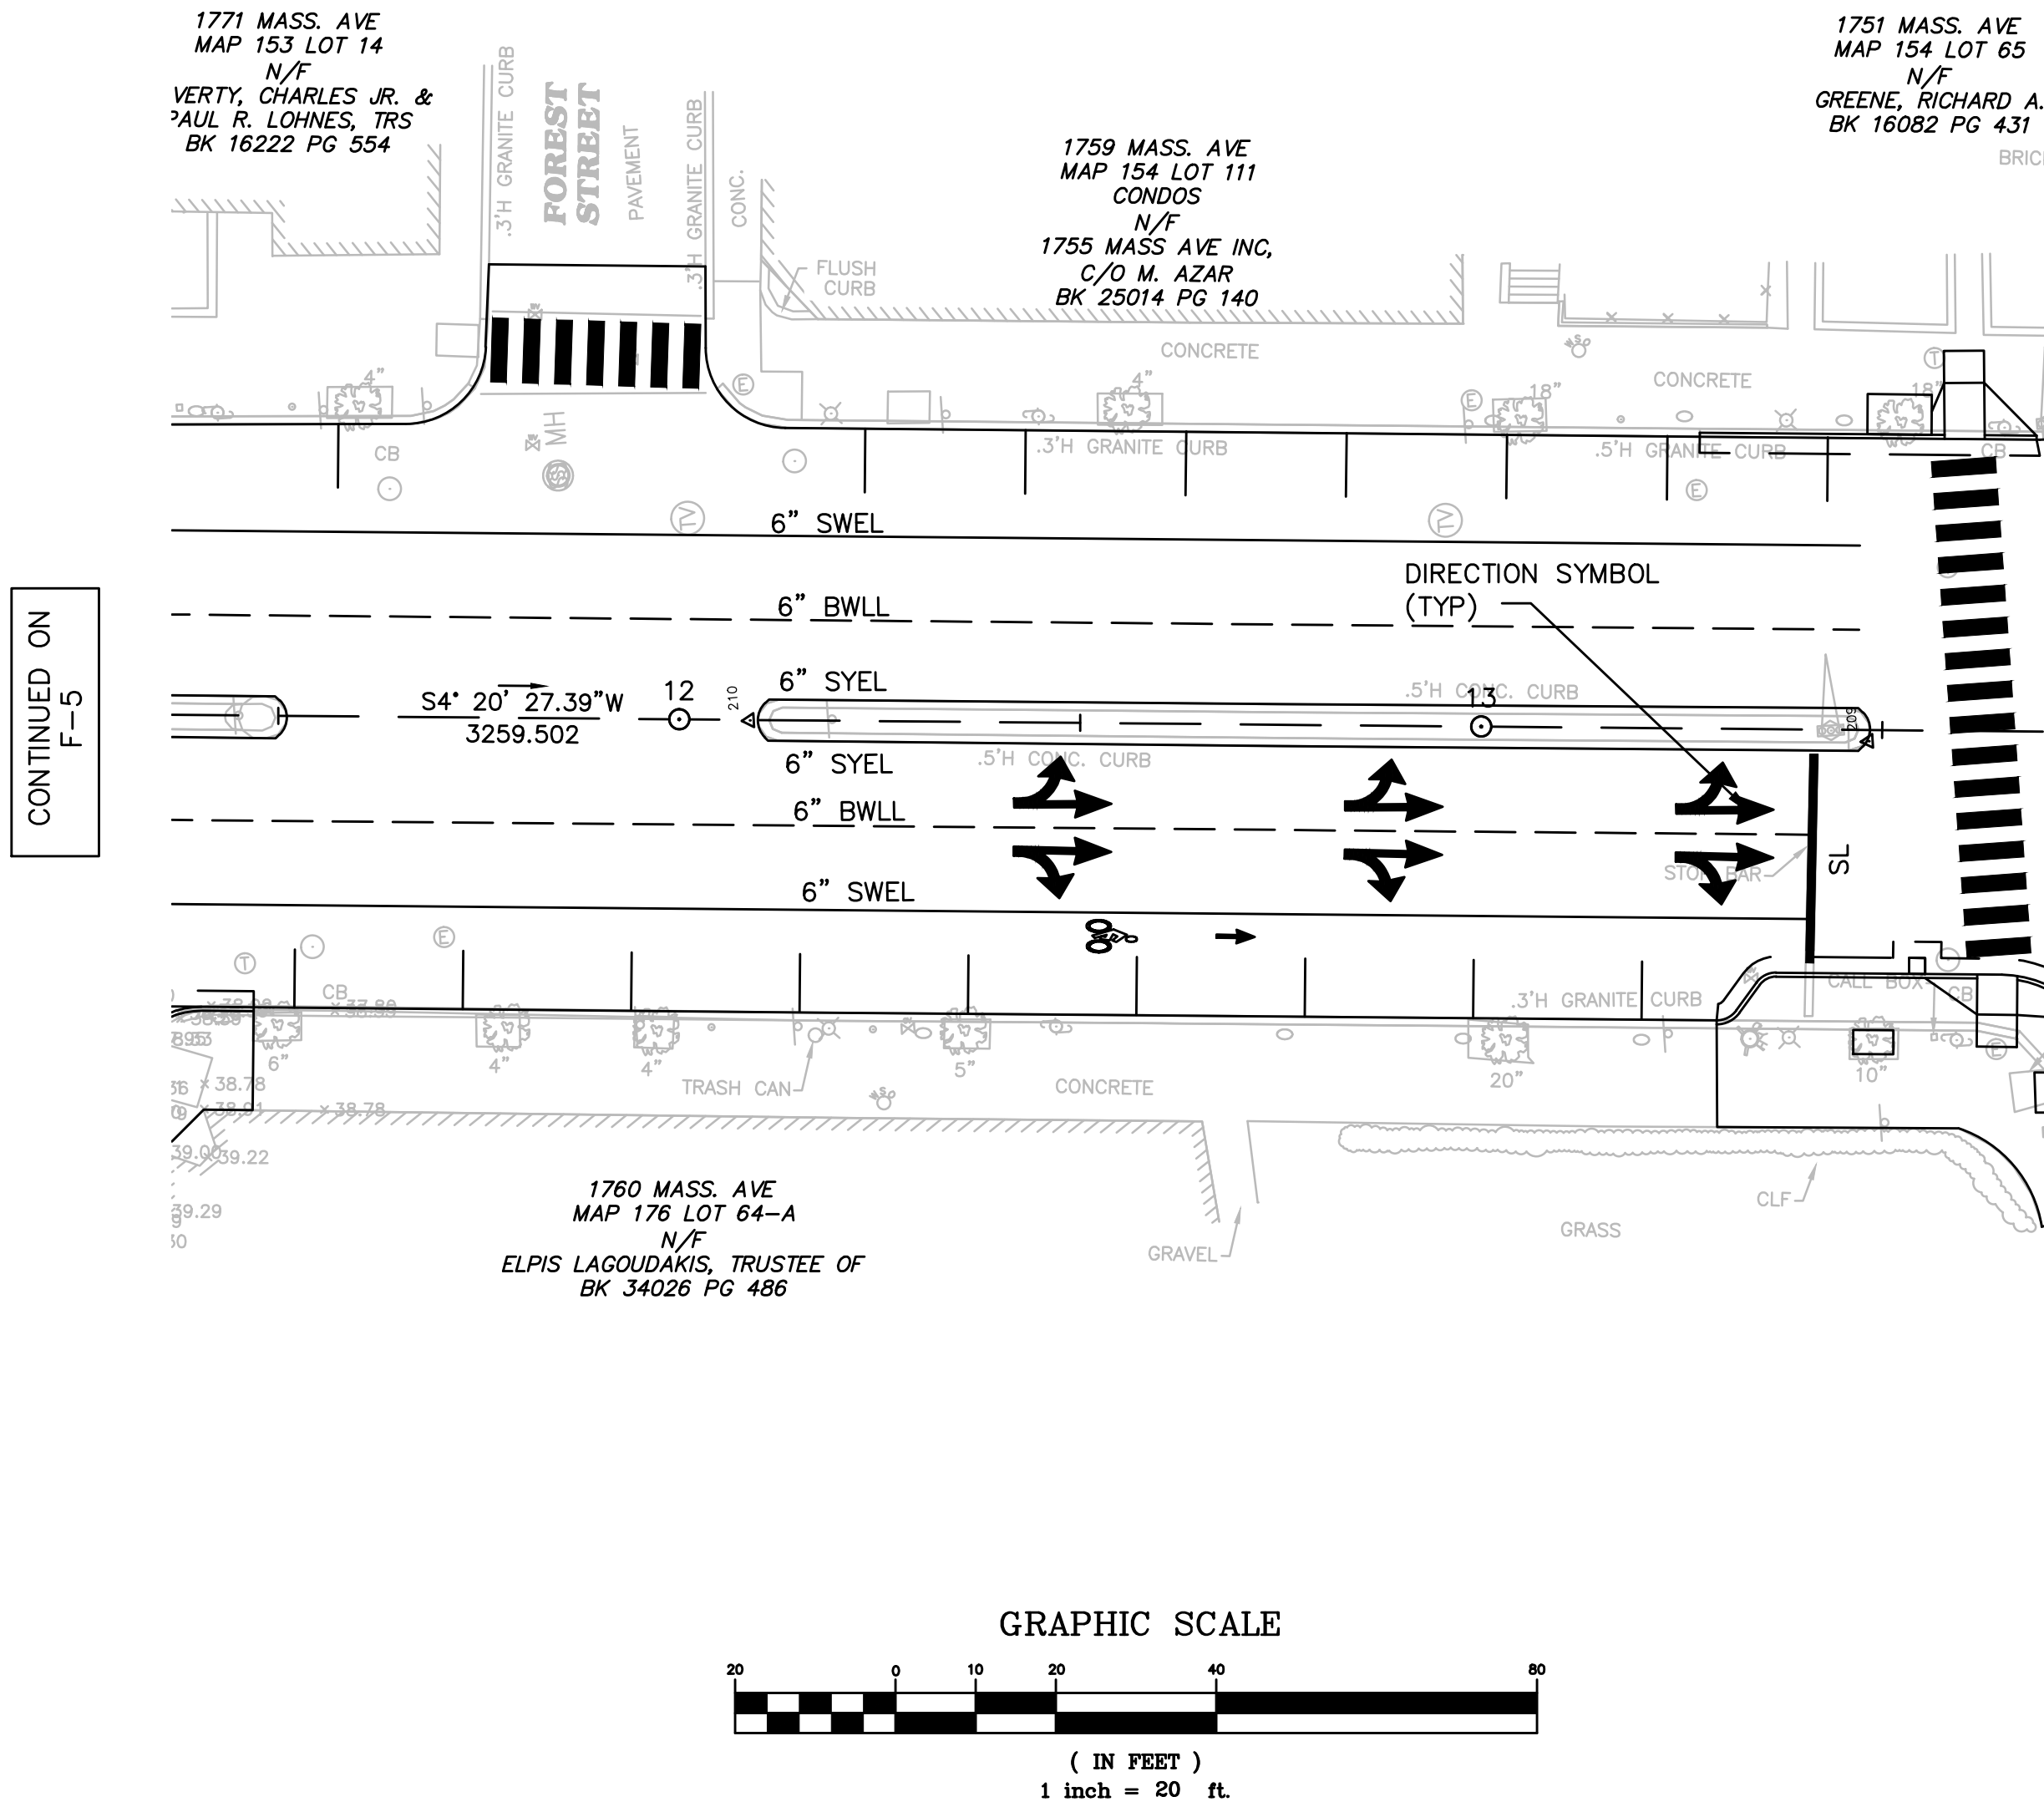 1771 MASS. AVE
MAP 153 LOT 14
N/F
VERTY, CHARLES JR. &
PAUL R. LOHNES, TRS
BK 16222 PG 554
.3'H GRANITE CURB
FOREST
STREET
PAVEMENT
.3'H GRANITE CURB
CONC.
FLUSH
CURB
1759 MASS. AVE
MAP 154 LOT 111
CONDOS
N/F
1755 MASS AVE INC,
C/O M. AZAR
BK 25014 PG 140
1751 MASS. AVE
MAP 154 LOT 65
N/F
GREENE, RICHARD A.
BK 16082 PG 431
CONCRETE
CONCRETE
4"
E
4"
E
18"
T
18"
CB
MH
.3'H GRANITE CURB
.5'H GRANITE CURB
CB
E
TV
TV
6" SWEL
DIRECTION SYMBOL
(TYP)
6" BWLL
CONTINUED ON
F-5
S4° 20' 27.39"W
3259.502
12
210
6" SYEL
.5'H CONC. CURB
13
209
6" SYEL
.5'H CONC. CURB
6" BWLL
STOP BAR
SL
6" SWEL
T
E
CB
38.78
38.91
38.78
39.00
39.22
39.29
6"
4"
4"
TRASH CAN
5"
CONCRETE
.3'H GRANITE CURB
20"
CALL BOX
CB
10"
E
GRAVEL
GRASS
CLF
1760 MASS. AVE
MAP 176 LOT 64-A
N/F
ELPIS LAGOUDAKIS, TRUSTEE OF
BK 34026 PG 486
GRAPHIC SCALE
20 0 10 20 40 80
( IN FEET )
1 inch = 20 ft.